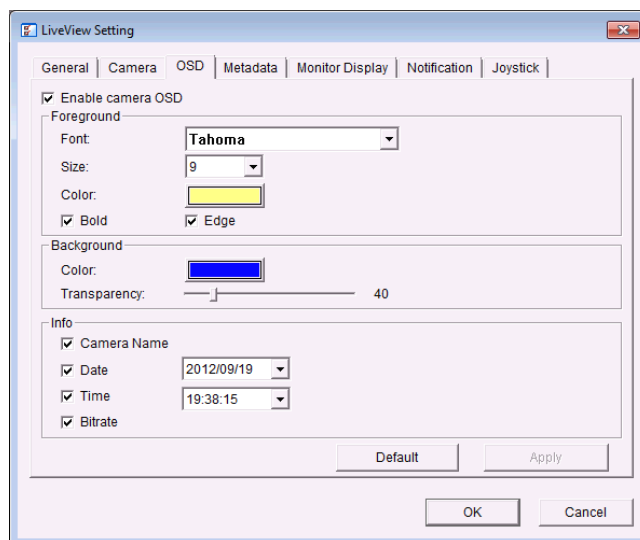 LiveView Setting
General Camera OSD Metadata Monitor Display Notification Joystick
Enable camera OSD
Foreground
Font: Tahoma
Size: 9
Color:
Bold Edge
Background
Color:
Transparency: 40
Info
Camera Name
Date 2012/09/19
Time 19:38:15
Bitrate
Default Apply
OK Cancel